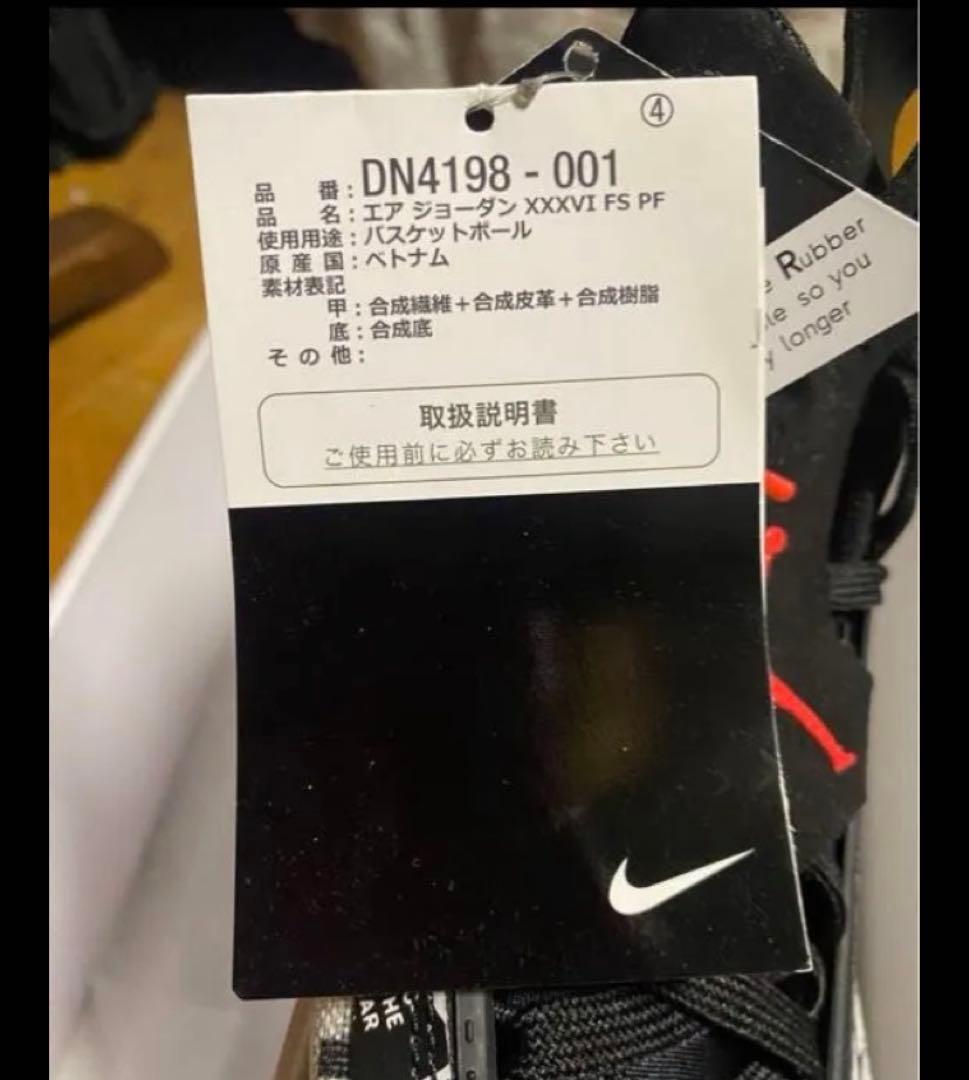 ④
品番:DN4198-001
品名:エア ジョーダン XXXVI FS PF
使用用途:バスケットボール
原産国:ベトナム
素材表記
甲:合成繊維+合成皮革+合成樹脂
底:合成底
その他:
取扱説明書
ご使用前に必ずお読み下さい
Rubber
so you
longer
HE
AR